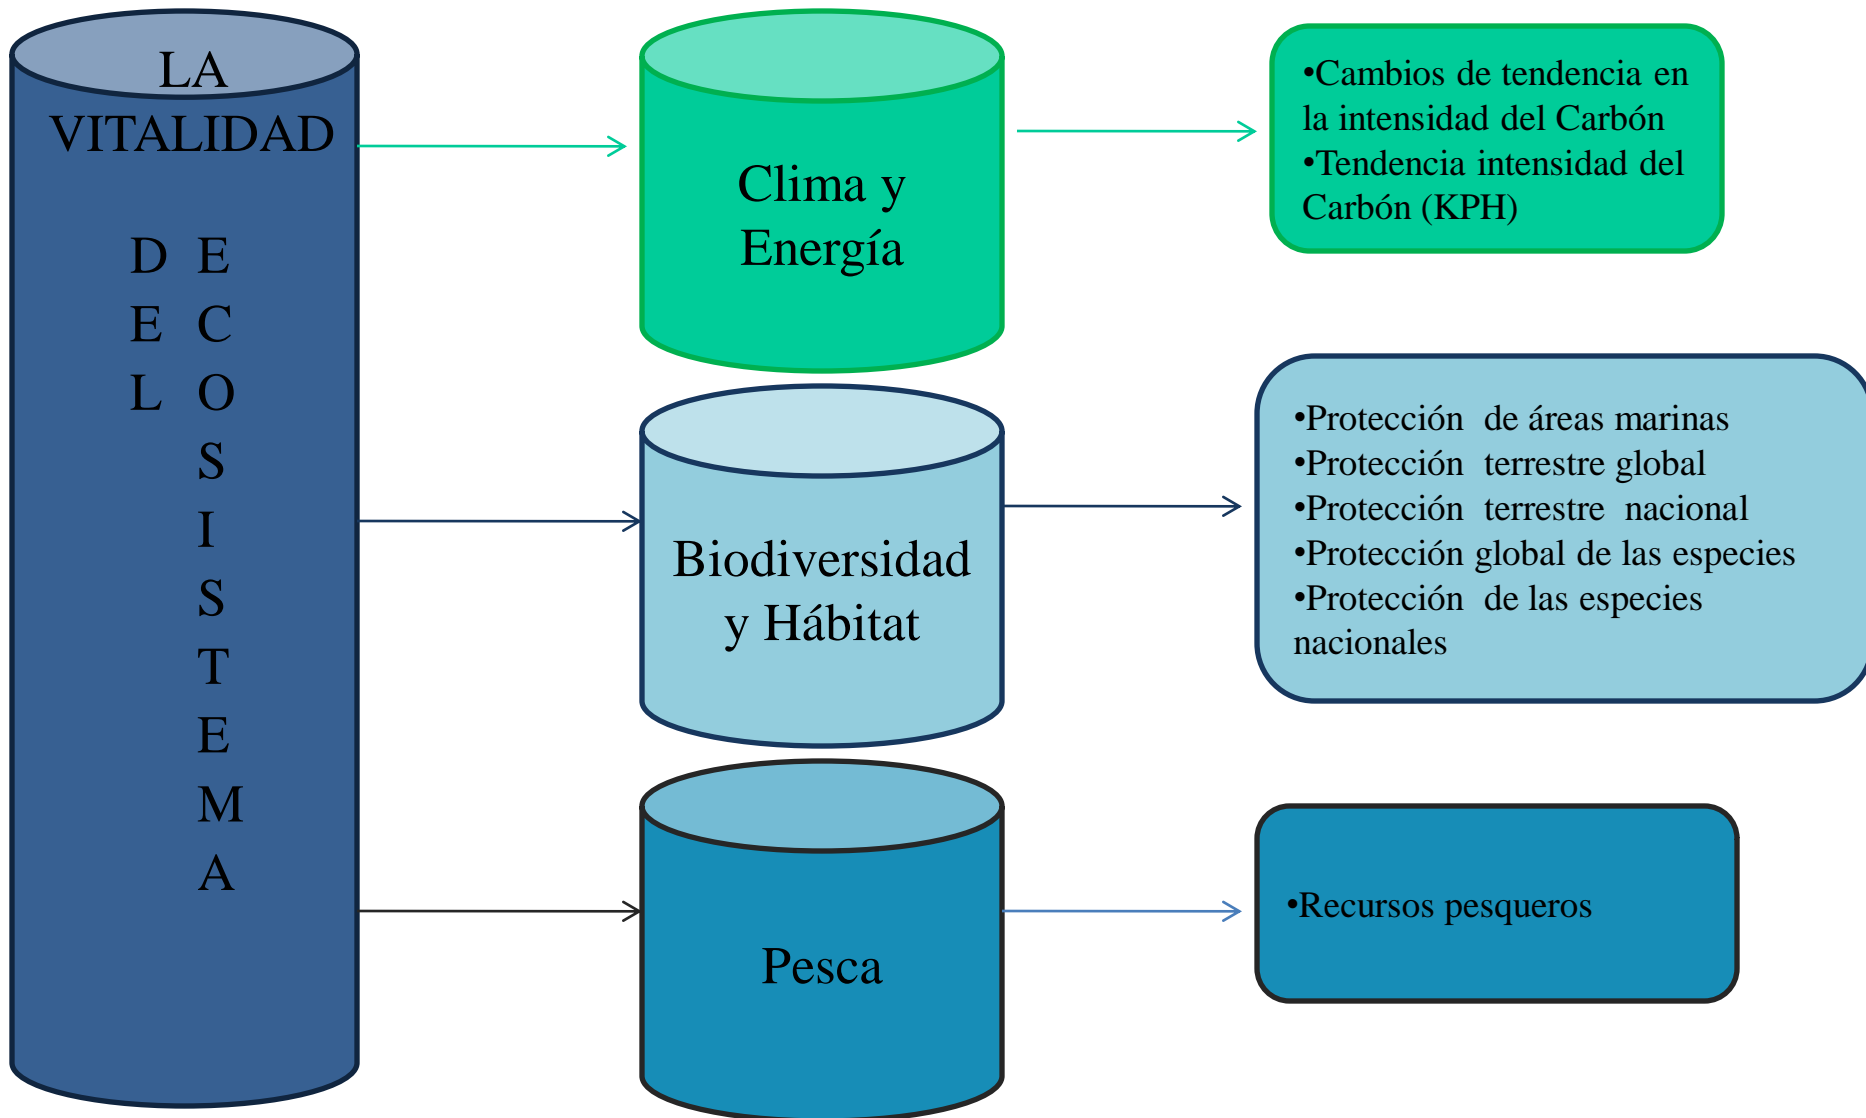 LA
VITALIDAD
D E
E C
L O
S
I
S
T
E
M
A
Clima y
Energía
•Cambios de tendencia en
la intensidad del Carbón
•Tendencia intensidad del
Carbón (KPH)
Biodiversidad
y Hábitat
•Protección de áreas marinas
•Protección terrestre global
•Protección terrestre nacional
•Protección global de las especies
•Protección de las especies
nacionales
Pesca
•Recursos pesqueros